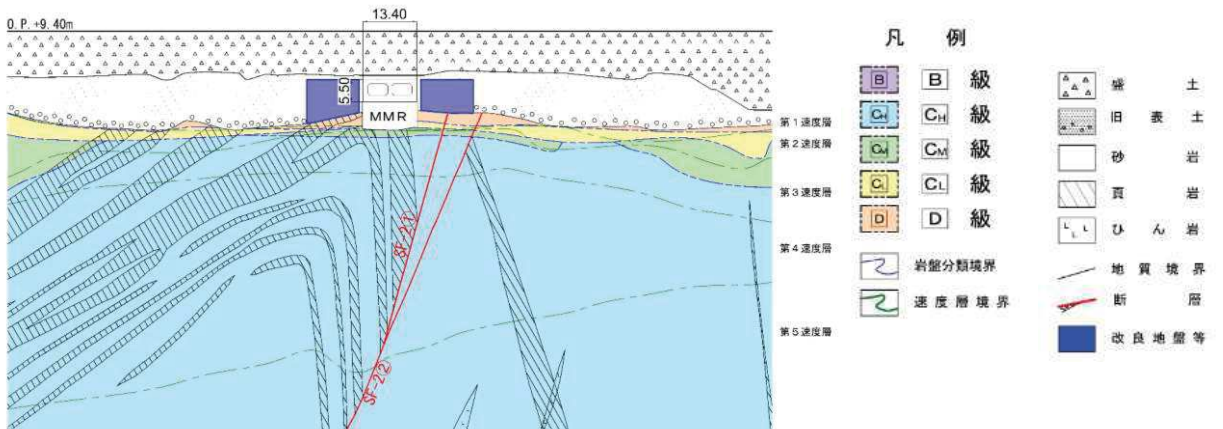 O.P.+9.40m
13.40
5.50
MMR
SF-2①
SF-2②
第1速度層
第2速度層
第3速度層
第4速度層
第5速度層
凡 例
B B 級
CH CH 級
CM CM 級
CL CL 級
D D 級
岩盤分類境界
速度層境界
盛土
旧表土
砂岩
頁岩
ひん岩
地質境界
断層
改良地盤等